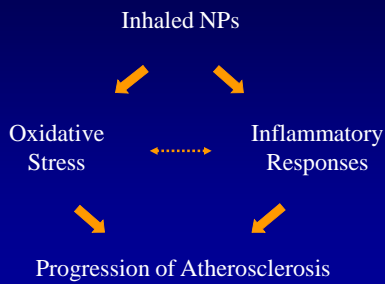 Inhaled NPs
Oxidative
Stress
Inflammatory
Responses
Progression of Atherosclerosis